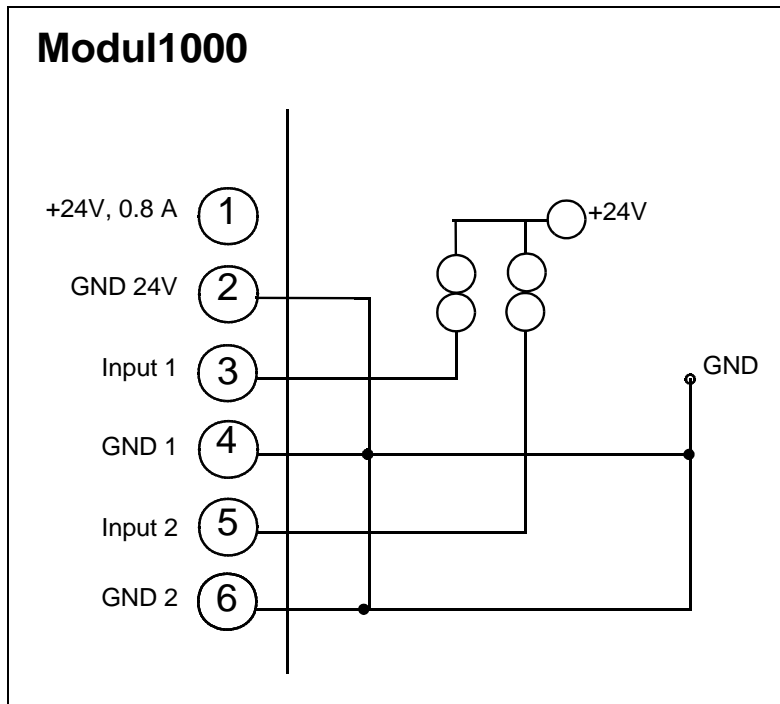 Modul1000
+24V, 0.8 A 1
+24V
GND 24V 2
Input 1 3
GND
GND 1 4
Input 2 5
GND 2 6